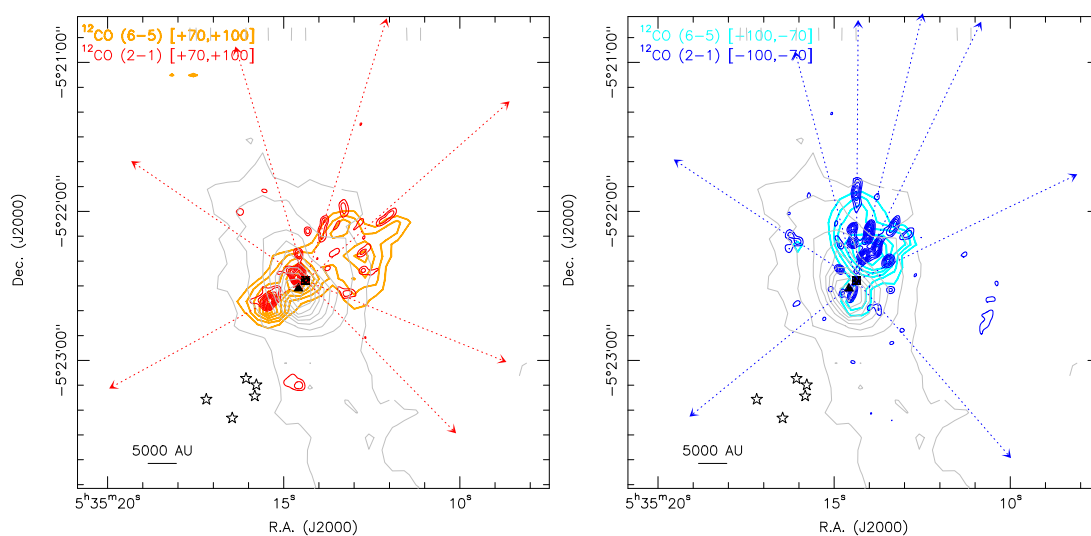 ¹²CO (6−5) [+70,+100]
¹²CO (2−1) [+70,+100]
−5°21'00"
−5°22'00"
−5°23'00"
Dec. (J2000)
5000 AU
5ʰ35ᵐ20ˢ 15ˢ 10ˢ
R.A. (J2000)
¹²CO (6−5) [−100,−70]
¹²CO (2−1) [−100,−70]
−5°21'00"
−5°22'00"
−5°23'00"
Dec. (J2000)
5000 AU
5ʰ35ᵐ20ˢ 15ˢ 10ˢ
R.A. (J2000)